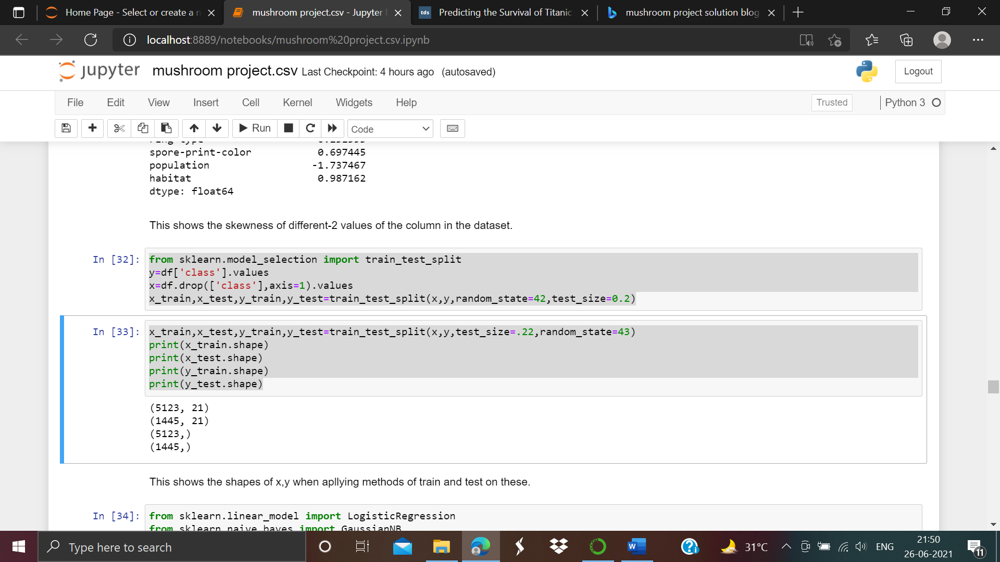 Home Page - Select or create a n
mushroom project.csv - Jupyter
tds Predicting the Survival of Titanic
mushroom project solution blog
localhost:8889/notebooks/mushroom%20project.csv.ipynb
jupyter mushroom project.csv Last Checkpoint: 4 hours ago (autosaved)
Logout
File Edit View Insert Cell Kernel Widgets Help
Trusted
Python 3
Run
Code
spore-print-color 0.697445
population -1.737467
habitat 0.987162
dtype: float64
This shows the skewness of different-2 values of the column in the dataset.
In [32]: from sklearn.model_selection import train_test_split
y=df['class'].values
x=df.drop(['class'],axis=1).values
x_train,x_test,y_train,y_test=train_test_split(x,y,random_state=42,test_size=0.2)
In [33]: x_train,x_test,y_train,y_test=train_test_split(x,y,test_size=.22,random_state=43)
print(x_train.shape)
print(x_test.shape)
print(y_train.shape)
print(y_test.shape)
(5123, 21)
(1445, 21)
(5123,)
(1445,)
This shows the shapes of x,y when apllying methods of train and test on these.
In [34]: from sklearn.linear_model import LogisticRegression
from sklearn.naive_bayes import GaussianNB
Type here to search
31°C
ENG
21:50
26-06-2021
11